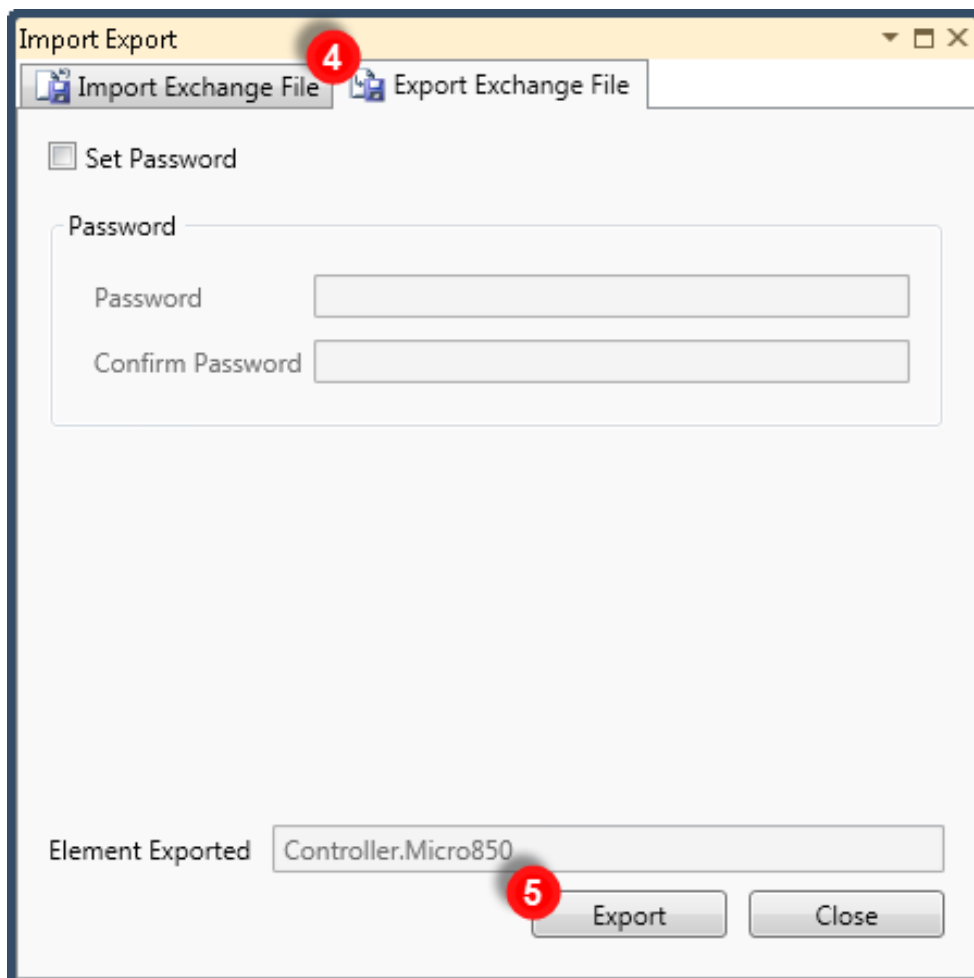 Import Export
4
Import Exchange File Export Exchange File
Set Password
Password
Password
Confirm Password
Element Exported Controller.Micro850
5
Export Close